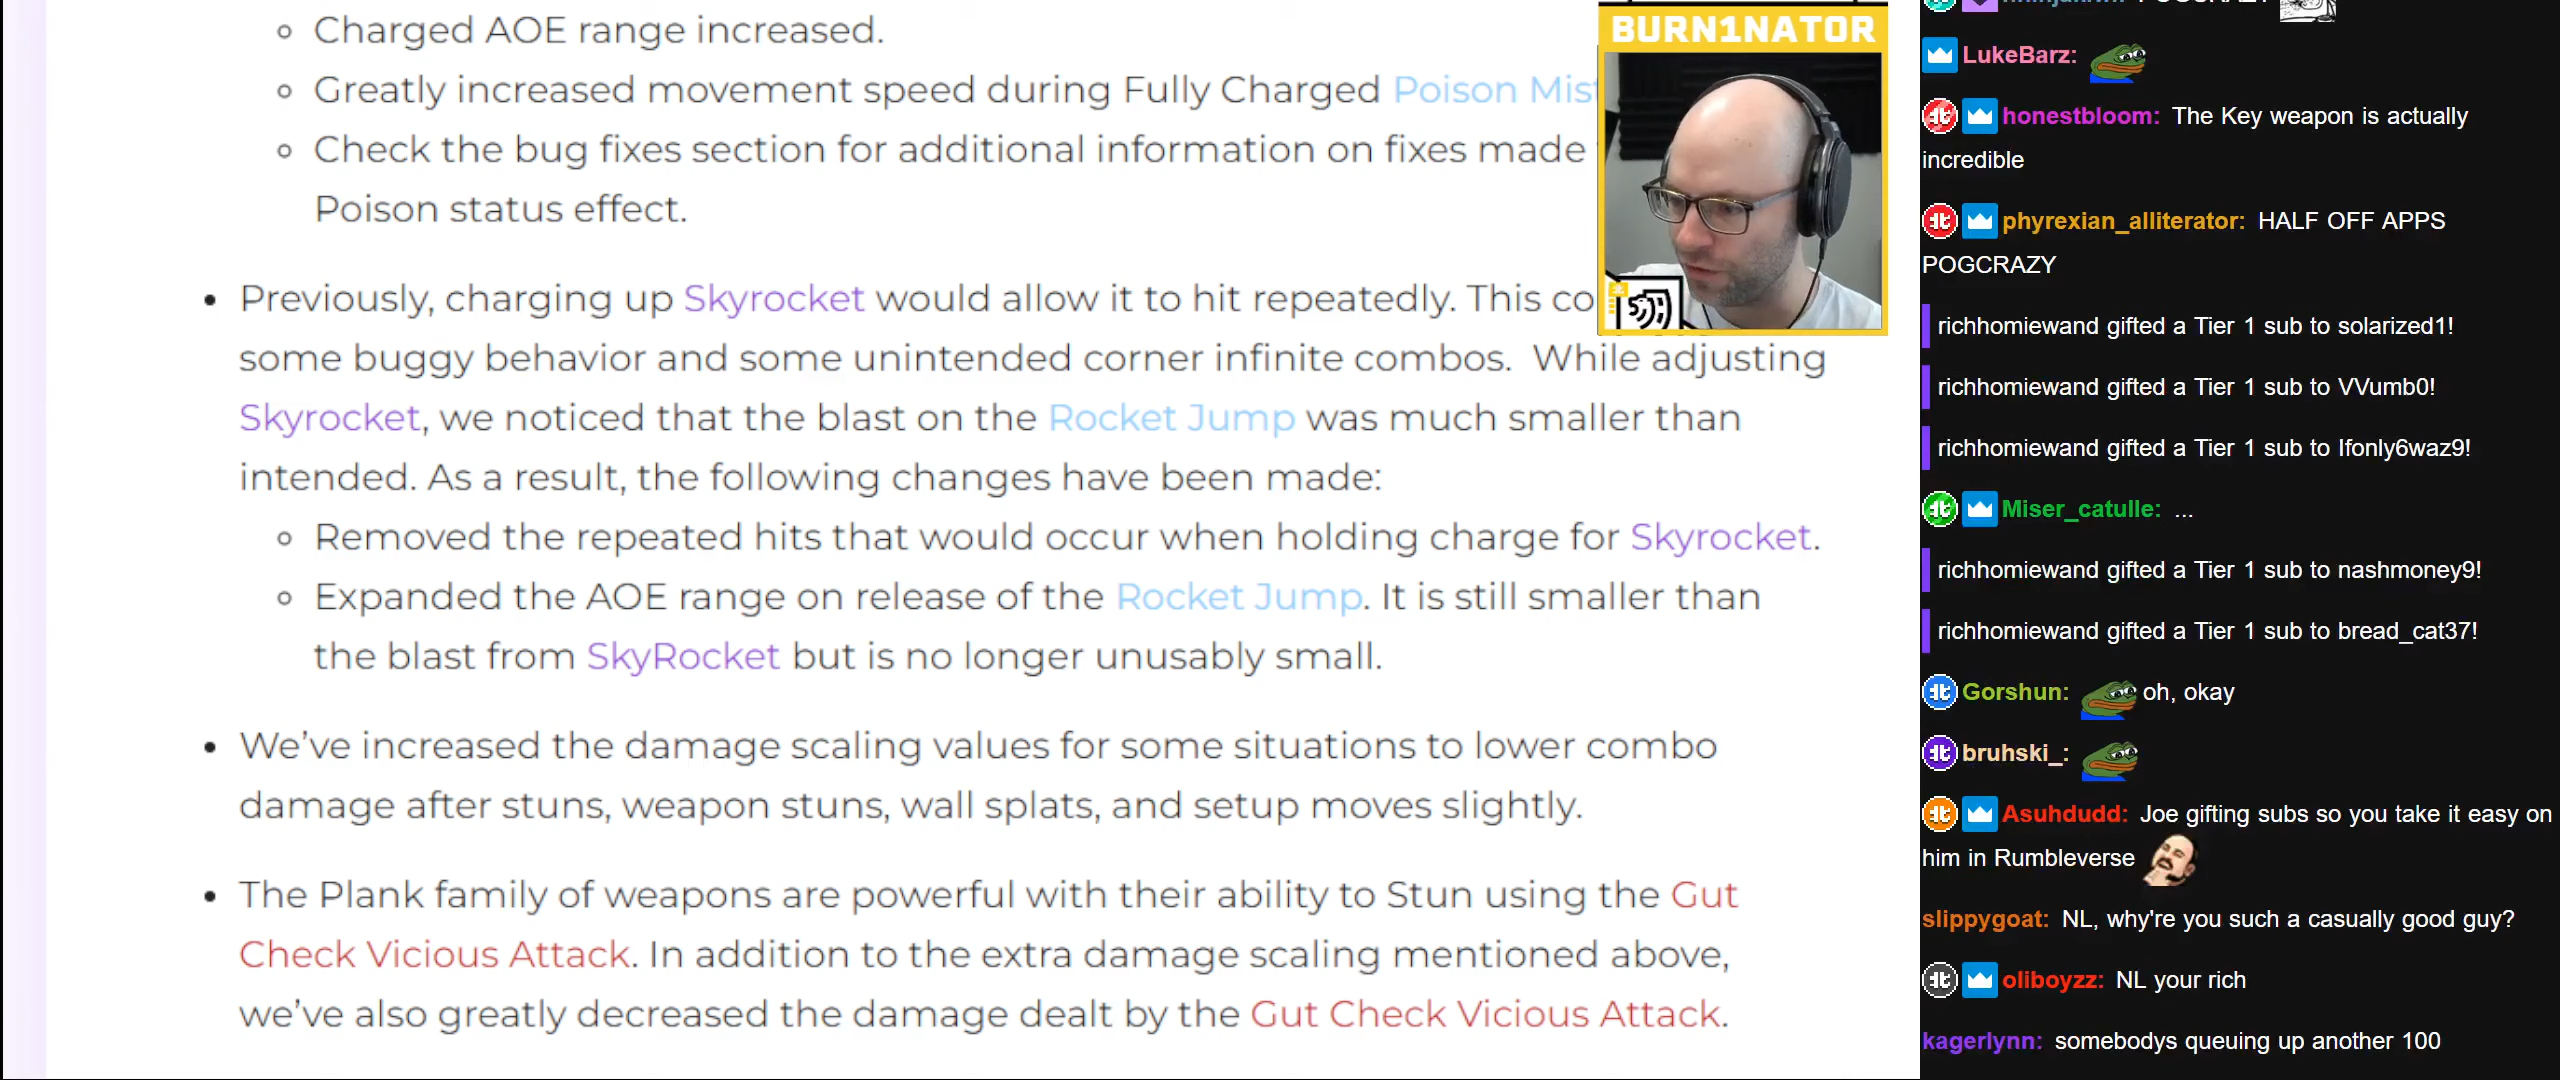 Charged AOE range increased.
Greatly increased movement speed during Fully Charged Poison Mist
Check the bug fixes section for additional information on fixes made
Poison status effect.
Previously, charging up Skyrocket would allow it to hit repeatedly. This co
some buggy behavior and some unintended corner infinite combos.  While adjusting
Skyrocket, we noticed that the blast on the Rocket Jump was much smaller than
intended. As a result, the following changes have been made:
Removed the repeated hits that would occur when holding charge for Skyrocket.
Expanded the AOE range on release of the Rocket Jump. It is still smaller than
the blast from SkyRocket but is no longer unusably small.
We’ve increased the damage scaling values for some situations to lower combo
damage after stuns, weapon stuns, wall splats, and setup moves slightly.
The Plank family of weapons are powerful with their ability to Stun using the Gut
Check Vicious Attack. In addition to the extra damage scaling mentioned above,
we’ve also greatly decreased the damage dealt by the Gut Check Vicious Attack.
BURN1NATOR
LukeBarz:
honestbloom: The Key weapon is actually
incredible
phyrexian_alliterator: HALF OFF APPS
POGCRAZY
richhomiewand gifted a Tier 1 sub to solarized1!
richhomiewand gifted a Tier 1 sub to VVumb0!
richhomiewand gifted a Tier 1 sub to Ifonly6waz9!
Miser_catulle: ...
richhomiewand gifted a Tier 1 sub to nashmoney9!
richhomiewand gifted a Tier 1 sub to bread_cat37!
Gorshun: oh, okay
bruhski_:
Asuhdudd: Joe gifting subs so you take it easy on
him in Rumbleverse
slippygoat: NL, why're you such a casually good guy?
oliboyzz: NL your rich
kagerlynn: somebodys queuing up another 100